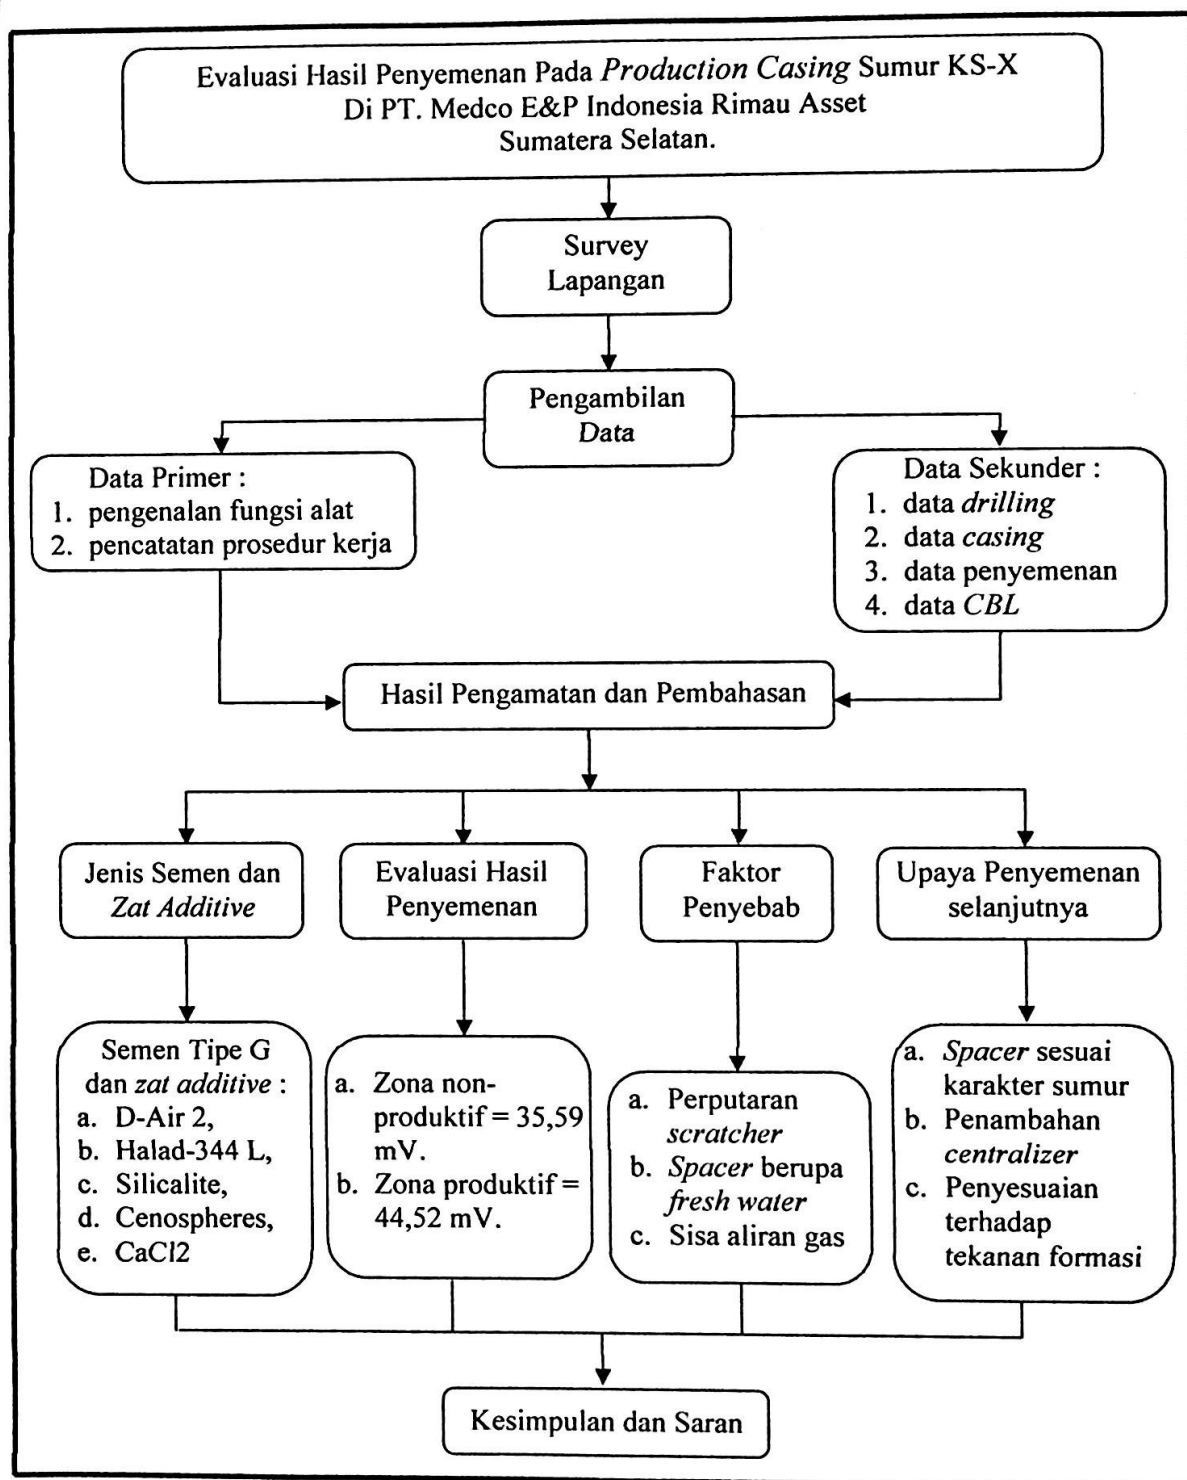 Evaluasi Hasil Penyemenan Pada Production Casing Sumur KS-X
Di PT. Medco E&P Indonesia Rimau Asset
Sumatera Selatan.
Survey
Lapangan
Pengambilan
Data
Data Primer :
1. pengenalan fungsi alat
2. pencatatan prosedur kerja
Data Sekunder :
1. data drilling
2. data casing
3. data penyemenan
4. data CBL
Hasil Pengamatan dan Pembahasan
Jenis Semen dan
Zat Additive
Evaluasi Hasil
Penyemenan
Faktor
Penyebab
Upaya Penyemenan
selanjutnya
Semen Tipe G
dan zat additive :
a. D-Air 2,
b. Halad-344 L,
c. Silicalite,
d. Cenospheres,
e. CaCl2
a. Zona non-
produktif = 35,59
mV.
b. Zona produktif =
44,52 mV.
a. Perputaran
scratcher
b. Spacer berupa
fresh water
c. Sisa aliran gas
a. Spacer sesuai
karakter sumur
b. Penambahan
centralizer
c. Penyesuaian
terhadap
tekanan formasi
Kesimpulan dan Saran